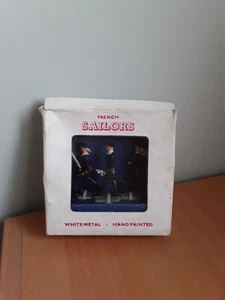 FRENCH
SAILORS
WHITE METAL - HAND PAINTED